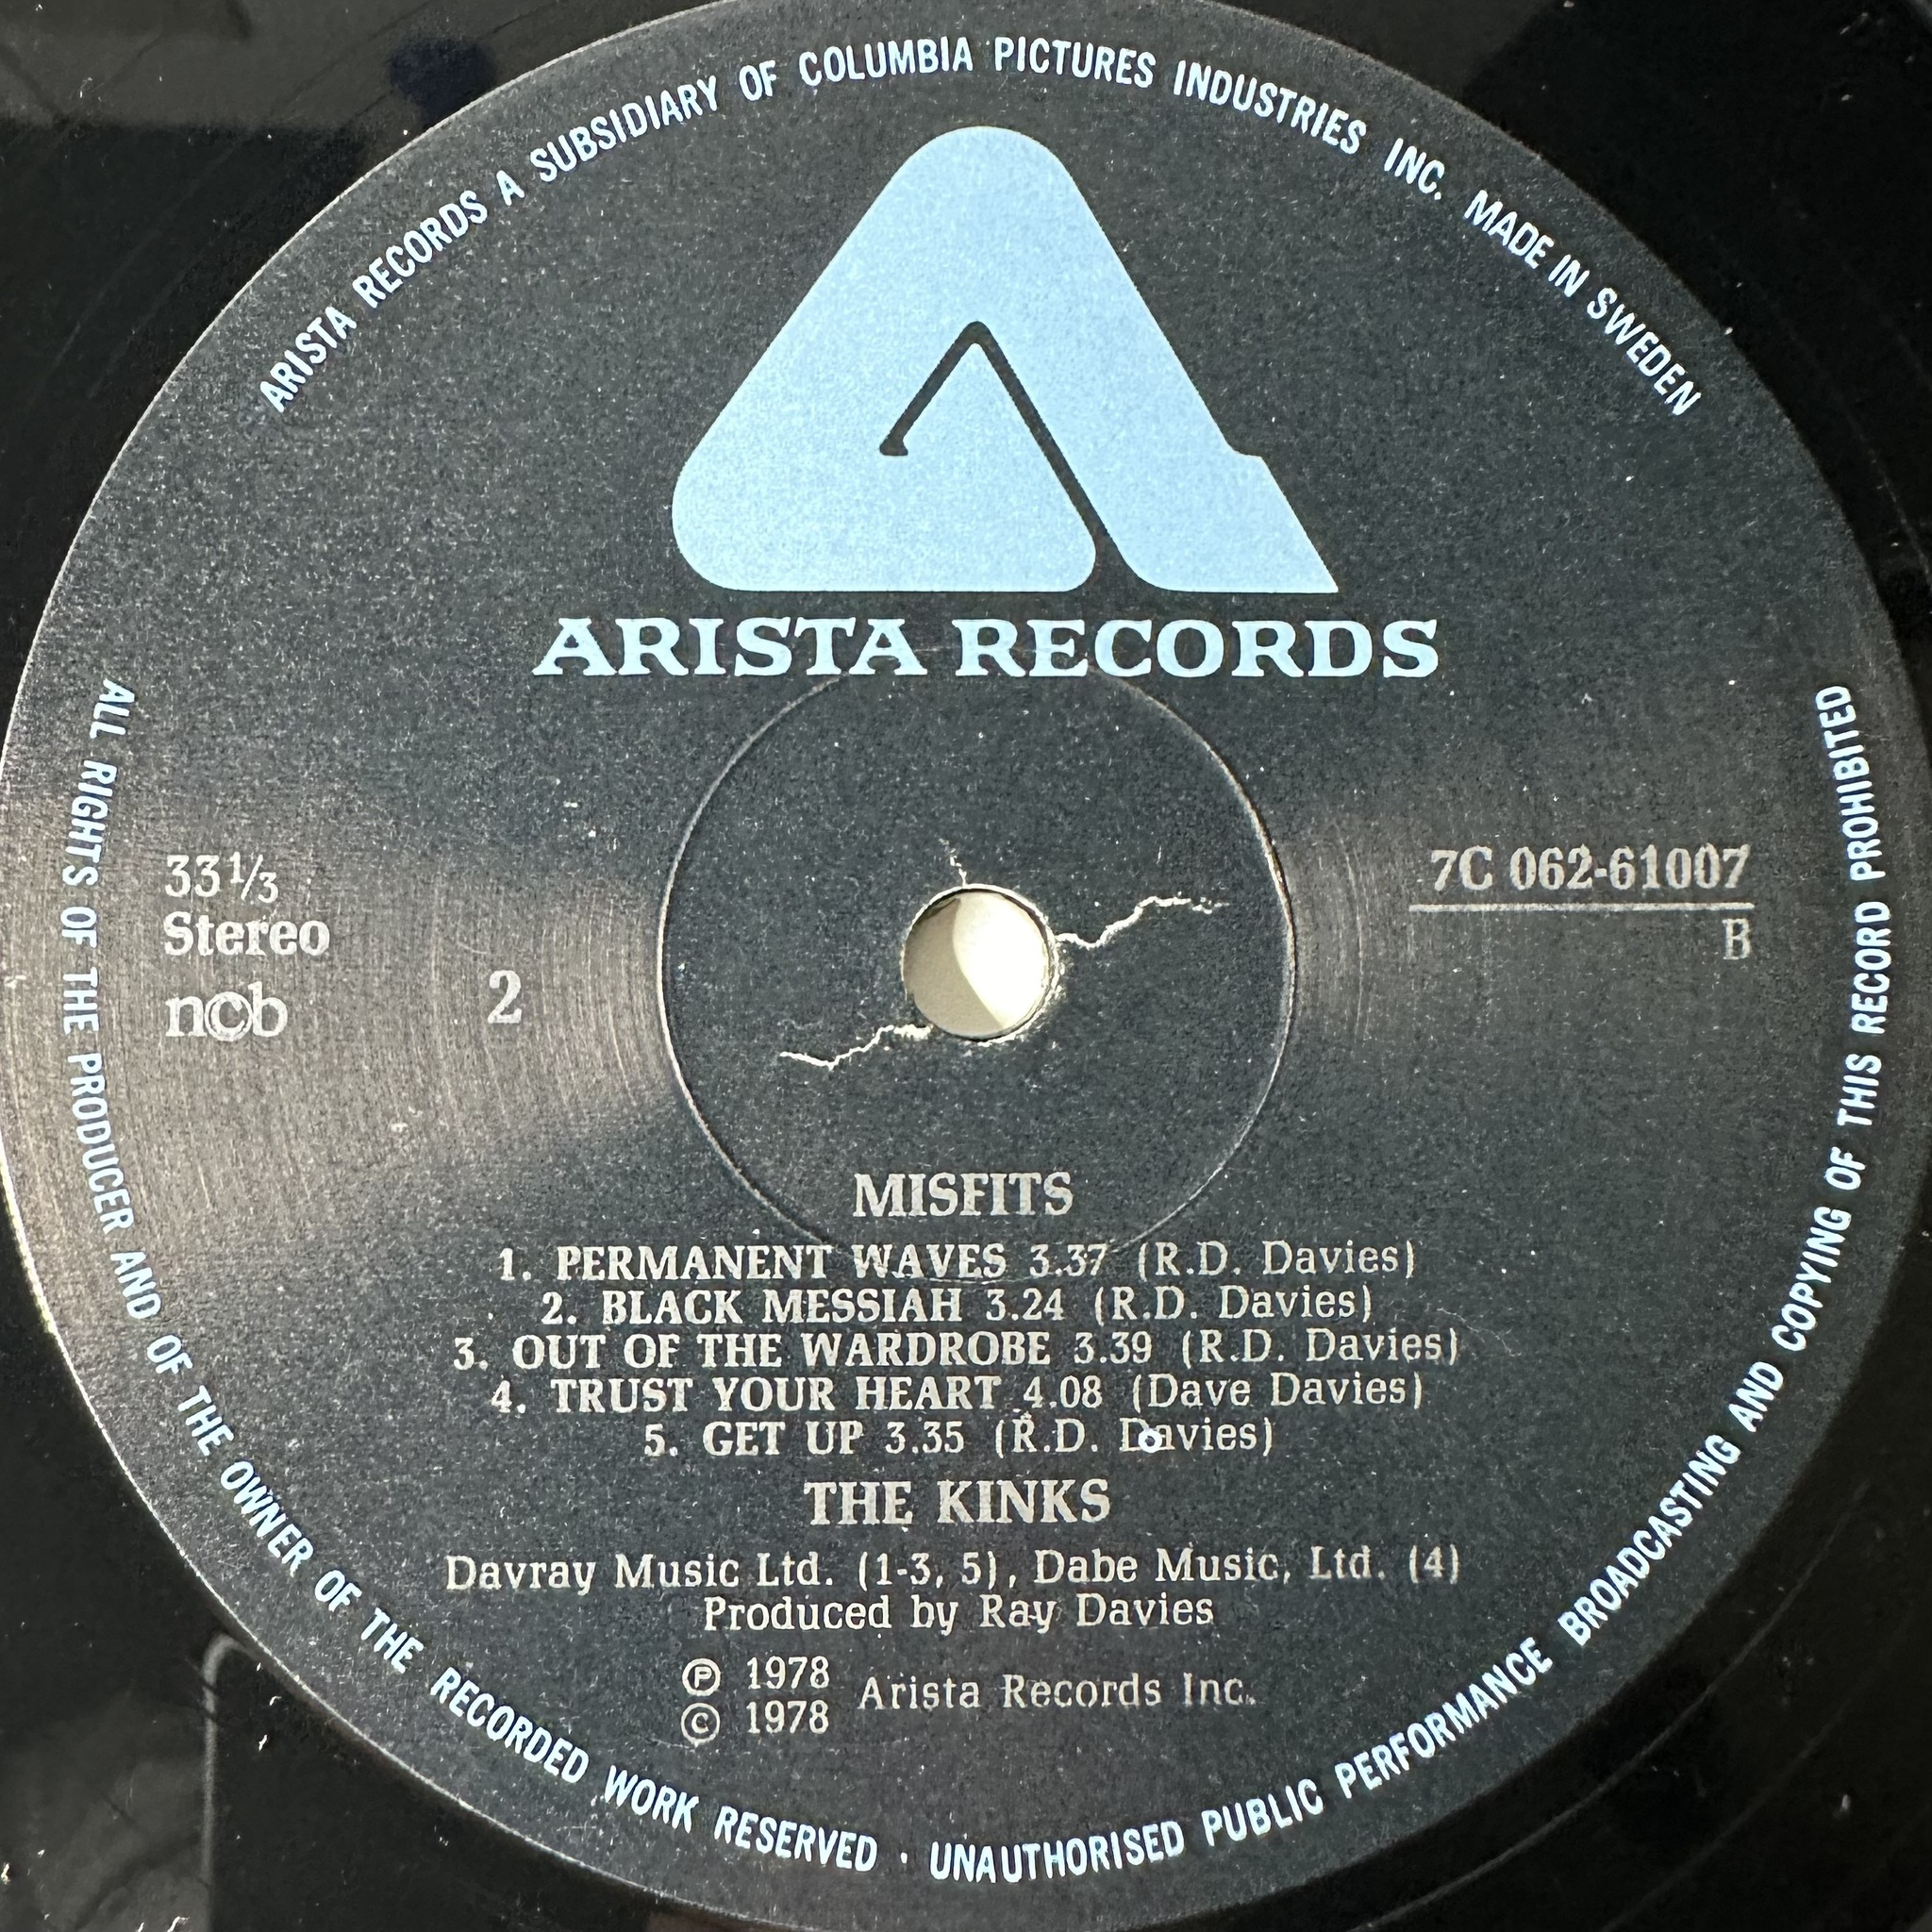 ARISTA RECORDS A SUBSIDIARY OF COLUMBIA PICTURES INDUSTRIES INC. MADE IN SWEDEN
ARISTA RECORDS
33 1/3
Stereo
n©b
2
7C 062-61007
B
MISFITS
1. PERMANENT WAVES 3.37 (R.D. Davies)
2. BLACK MESSIAH 3.24 (R.D. Davies)
3. OUT OF THE WARDROBE 3.39 (R.D. Davies)
4. TRUST YOUR HEART 4.08 (Dave Davies)
5. GET UP 3.35 (R.D. Davies)
THE KINKS
Davray Music Ltd. (1-3, 5), Dabe Music, Ltd. (4)
Produced by Ray Davies
℗ 1978
© 1978
Arista Records Inc.
ALL RIGHTS OF THE PRODUCER AND OF THE OWNER OF THE RECORDED WORK RESERVED · UNAUTHORISED PUBLIC PERFORMANCE BROADCASTING AND COPYING OF THIS RECORD PROHIBITED